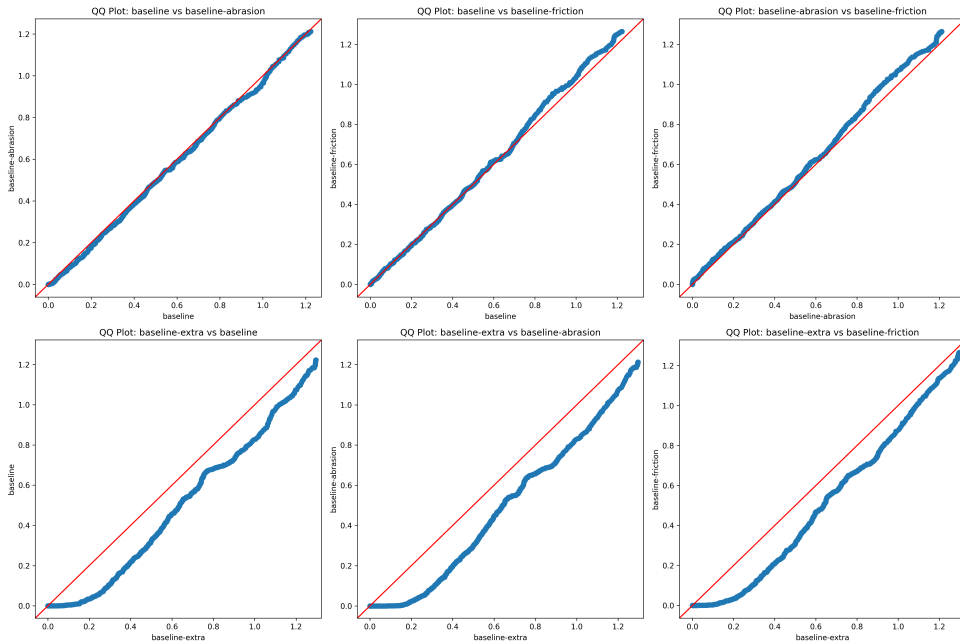 QQ Plot: baseline vs baseline-abrasion
1.2
1.0
0.8
0.6
0.4
0.2
0.0
baseline-abrasion
0.0 0.2 0.4 0.6 0.8 1.0 1.2
baseline
QQ Plot: baseline vs baseline-friction
1.2
1.0
0.8
0.6
0.4
0.2
0.0
baseline-friction
0.0 0.2 0.4 0.6 0.8 1.0 1.2
baseline
QQ Plot: baseline-abrasion vs baseline-friction
1.2
1.0
0.8
0.6
0.4
0.2
0.0
baseline-friction
0.0 0.2 0.4 0.6 0.8 1.0 1.2
baseline-abrasion
QQ Plot: baseline-extra vs baseline
1.2
1.0
0.8
0.6
0.4
0.2
0.0
baseline
0.0 0.2 0.4 0.6 0.8 1.0 1.2
baseline-extra
QQ Plot: baseline-extra vs baseline-abrasion
1.2
1.0
0.8
0.6
0.4
0.2
0.0
baseline-abrasion
0.0 0.2 0.4 0.6 0.8 1.0 1.2
baseline-extra
QQ Plot: baseline-extra vs baseline-friction
1.2
1.0
0.8
0.6
0.4
0.2
0.0
baseline-friction
0.0 0.2 0.4 0.6 0.8 1.0 1.2
baseline-extra